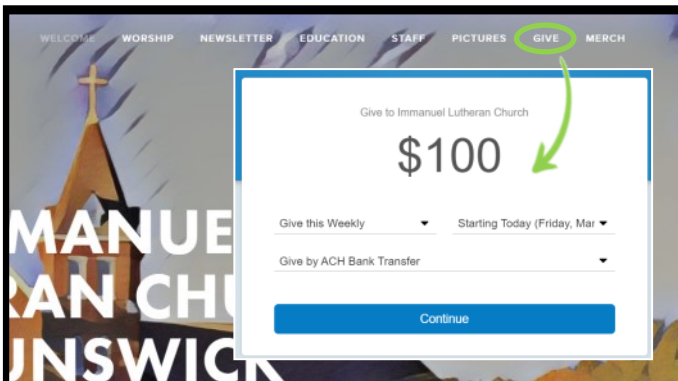 WELCOME WORSHIP NEWSLETTER EDUCATION STAFF PICTURES GIVE MERCH
Give to Immanuel Lutheran Church
$100
Give this Weekly Starting Today (Friday, Mar
Give by ACH Bank Transfer
Continue
MANUE
RAN CHU
UNSWICK